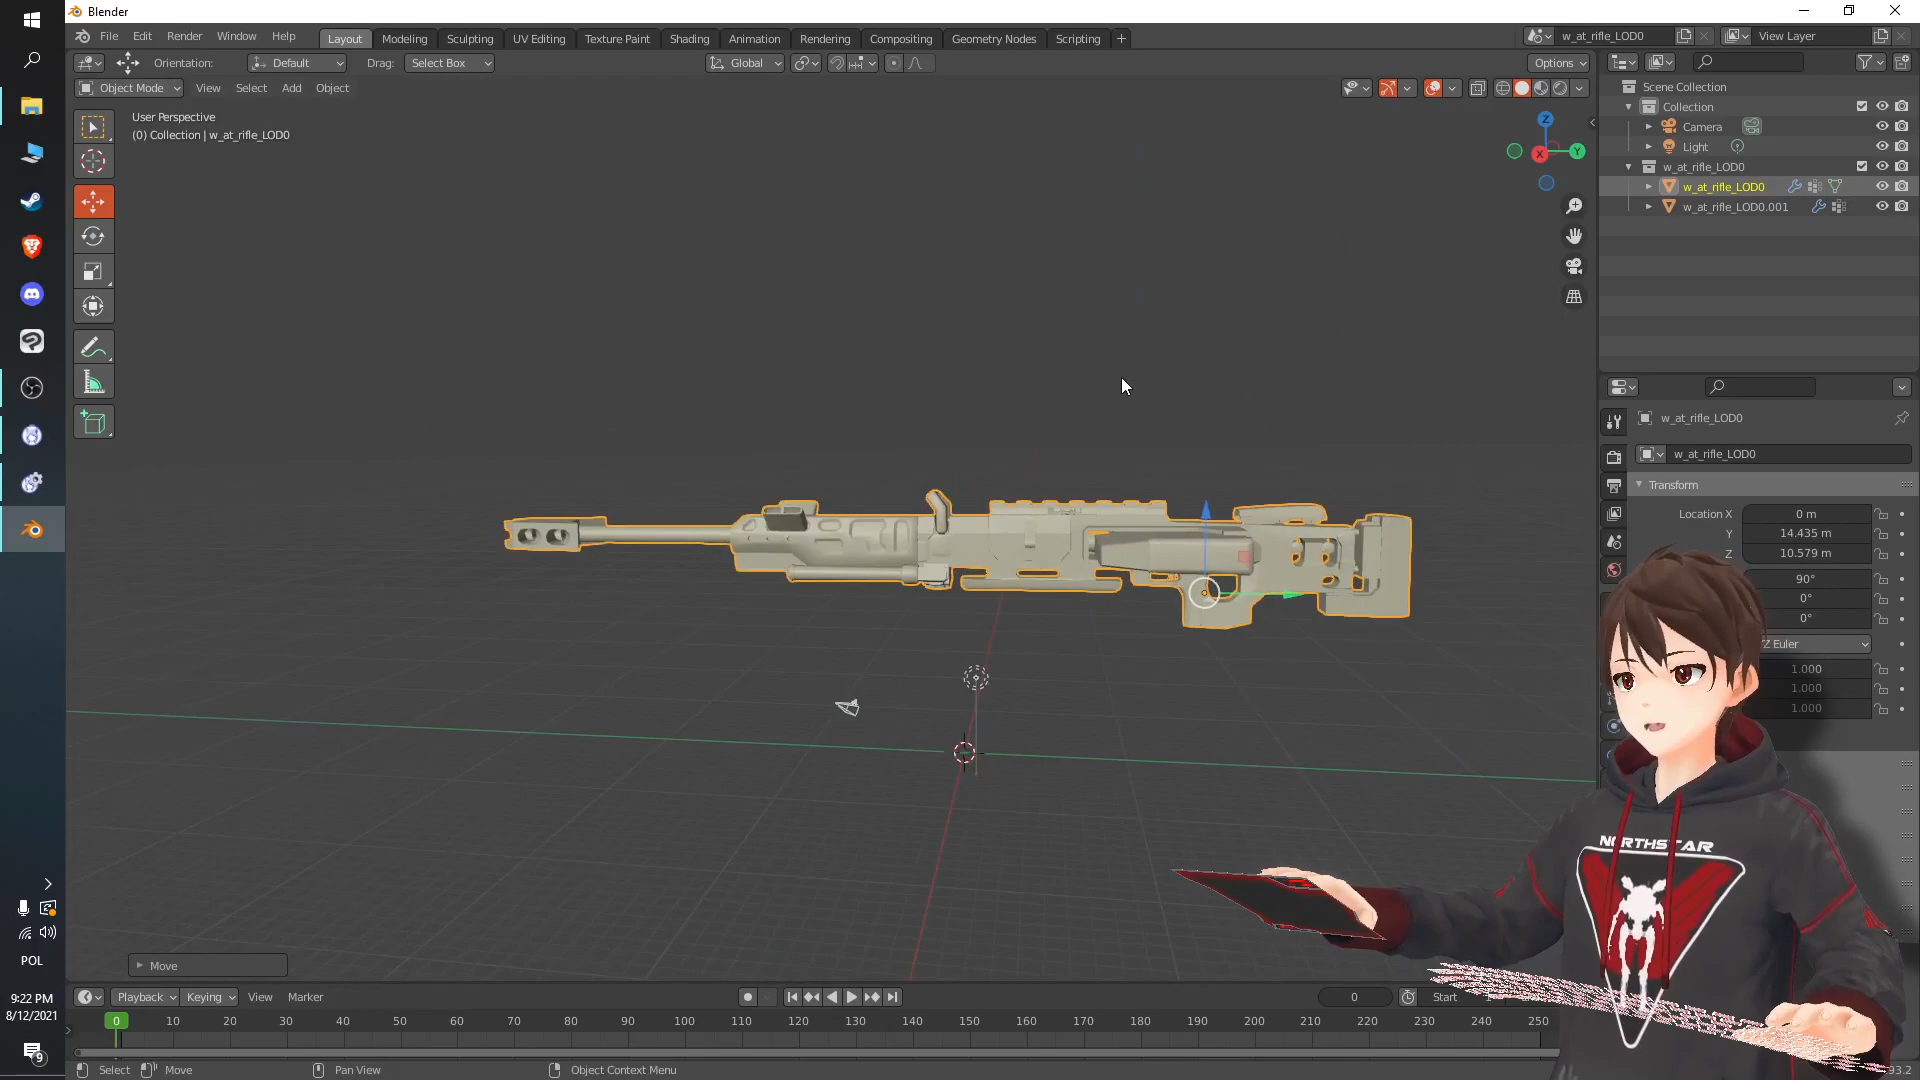 Blender
File Edit Render Window Help
Layout Modeling Sculpting UV Editing Texture Paint Shading Animation Rendering Compositing Geometry Nodes Scripting +
w_at_rifle_LOD0
View Layer
Orientation: Default Drag: Select Box
Global
Options
Object Mode View Select Add Object
User Perspective
(0) Collection | w_at_rifle_LOD0
Z
X Y
Scene Collection
Collection
Camera
Light
w_at_rifle_LOD0
w_at_rifle_LOD0
w_at_rifle_LOD0.001
w_at_rifle_LOD0
w_at_rifle_LOD0
Transform
Location X 0 m
Y 14.435 m
Z 10.579 m
90°
0°
0°
Z Euler
1.000
1.000
1.000
NORTHSTAR
Move
POL
9:22 PM
8/12/2021
9
Playback Keying View Marker
0 Start
0 10 20 30 40 50 60 70 80 90 100 110 120 130 140 150 160 170 180 190 200 210 220 230 240 250
Select Move Pan View Object Context Menu
93.2